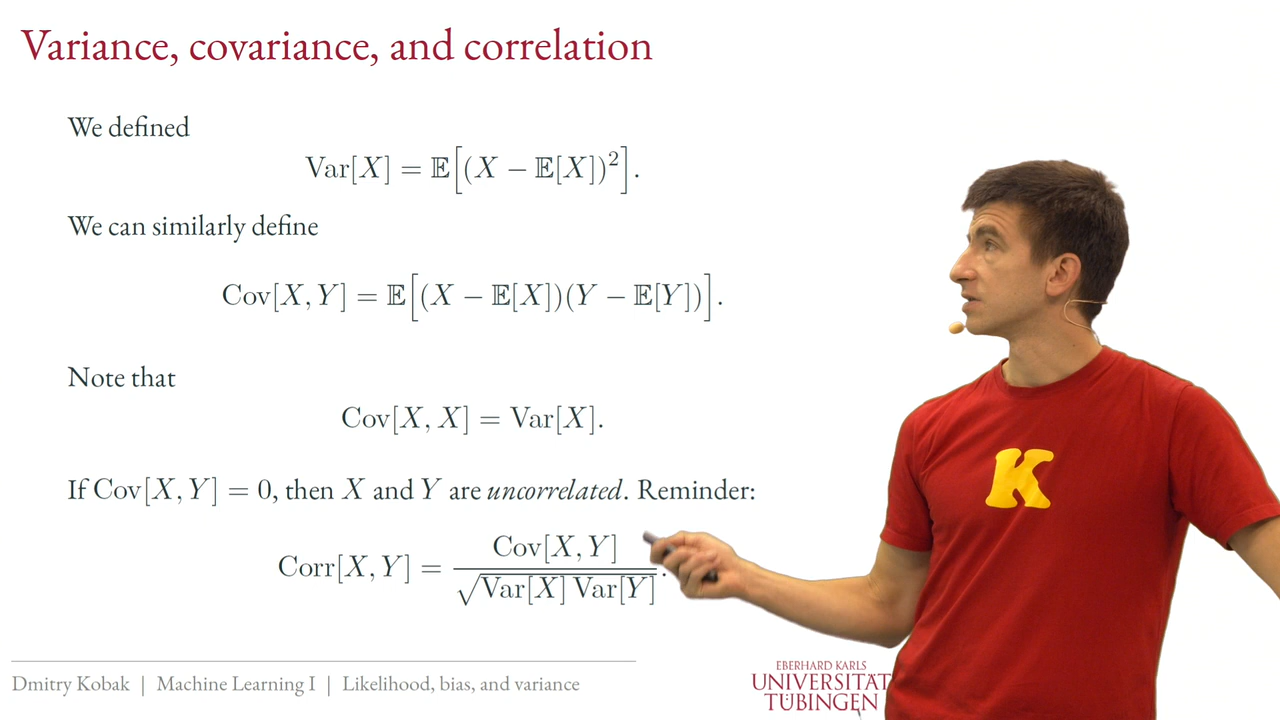 Variance, covariance, and correlation
We defined
Var[X] = 𝔼[(X − 𝔼[X])²].
We can similarly define
Cov[X, Y] = 𝔼[(X − 𝔼[X])(Y − 𝔼[Y])].
Note that
Cov[X, X] = Var[X].
If Cov[X, Y] = 0, then X and Y are uncorrelated. Reminder:
Corr[X, Y] = Cov[X, Y] / √(Var[X] Var[Y]).
K
Dmitry Kobak | Machine Learning I | Likelihood, bias, and variance
EBERHARD KARLS
UNIVERSITÄT
TÜBINGEN